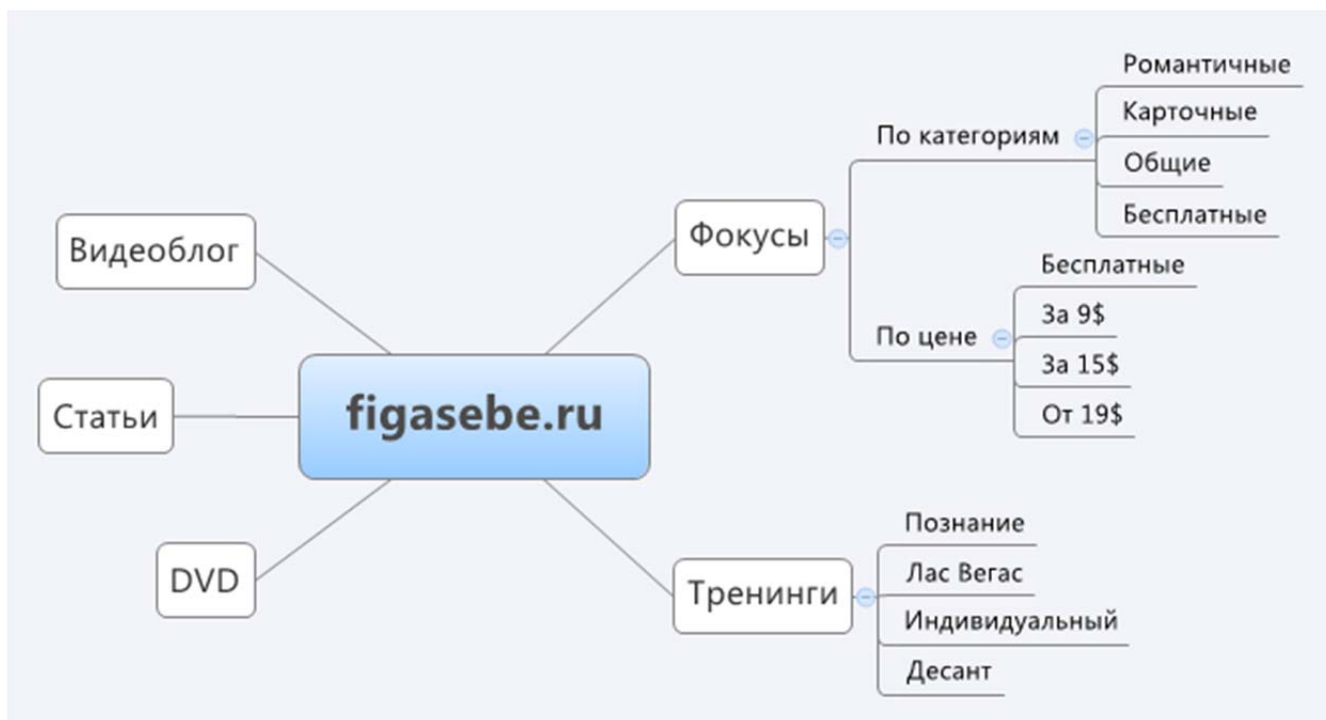 figasebe.ru
Видеоблог
Статьи
DVD
Фокусы
По категориям
Романтичные
Карточные
Общие
Бесплатные
По цене
Бесплатные
За 9$
За 15$
От 19$
Тренинги
Познание
Лас Вегас
Индивидуальный
Десант